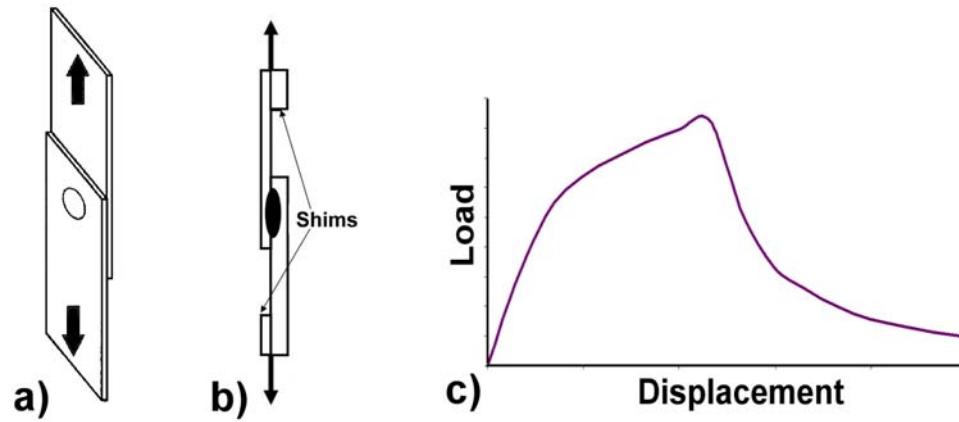 a)
b)
Shims
c)
Load
Displacement